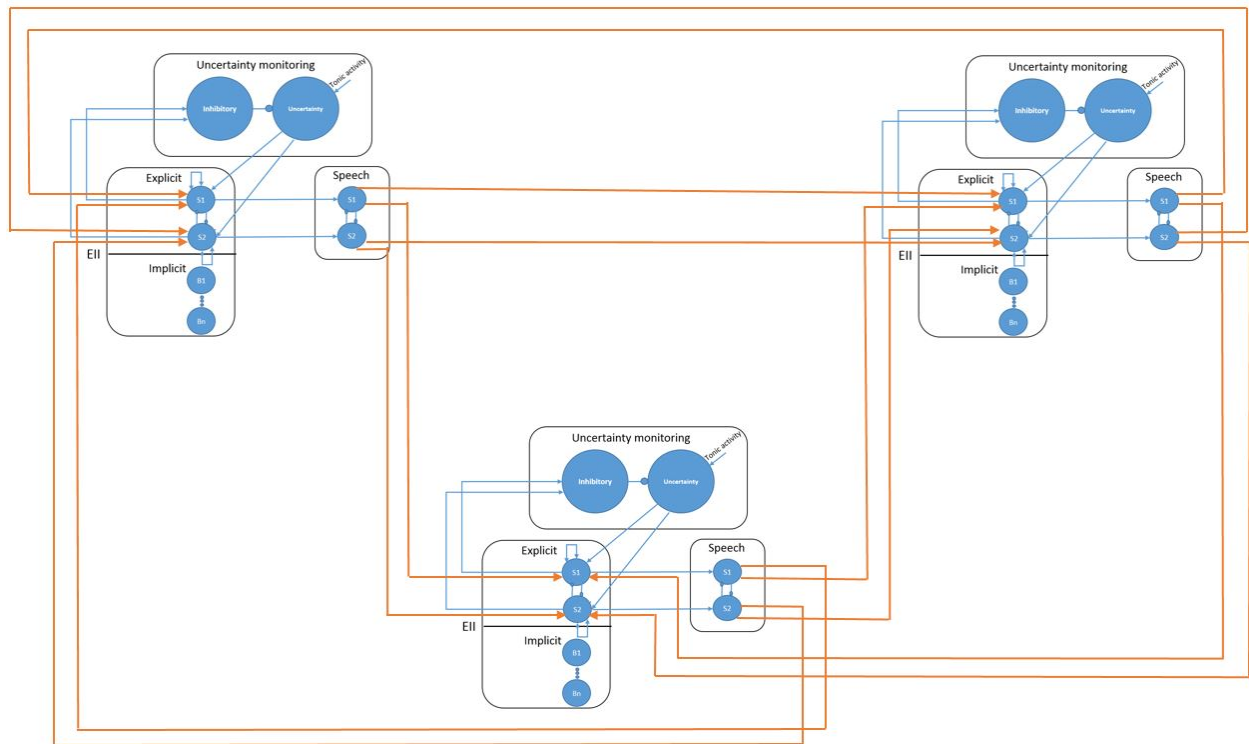 Uncertainty monitoring
Tonic activity
Inhibitory
Uncertainty
Explicit
Speech
S1
S1
S2
S2
EII
Implicit
B1
Bn
Uncertainty monitoring
Tonic activity
Inhibitory
Uncertainty
Explicit
Speech
S1
S1
S2
S2
EII
Implicit
B1
Bn
Uncertainty monitoring
Tonic activity
Inhibitory
Uncertainty
Explicit
Speech
S1
S1
S2
S2
EII
Implicit
B1
Bn